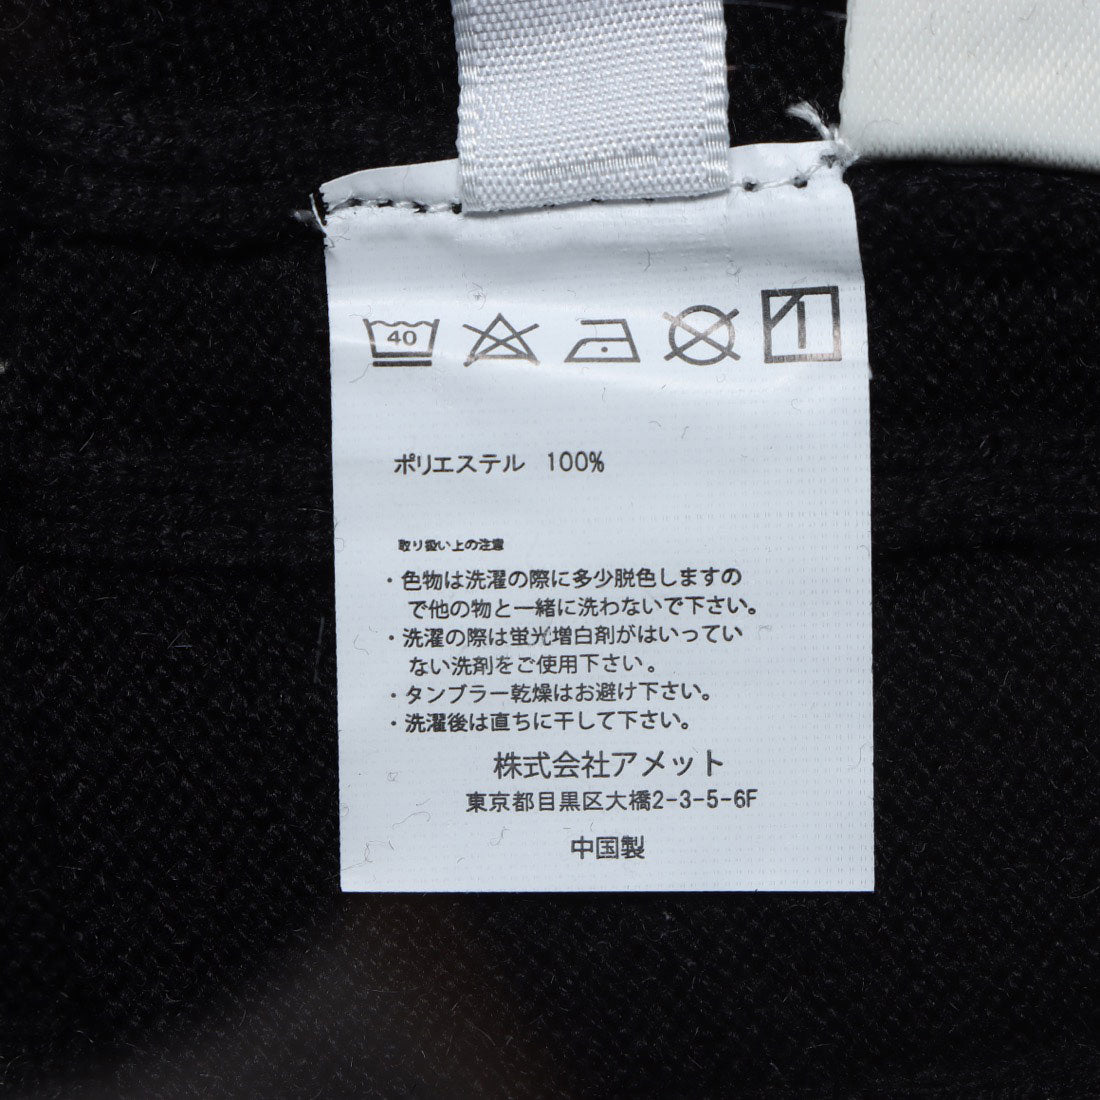 40
ポリエステル 100%
取り扱い上の注意
・色物は洗濯の際に多少脱色しますの
で他の物と一緒に洗わないで下さい。
・洗濯の際は蛍光増白剤がはいってい
ない洗剤をご使用下さい。
・タンブラー乾燥はお避け下さい。
・洗濯後は直ちに干して下さい。
株式会社アメット
東京都目黒区大橋2-3-5-6F
中国製